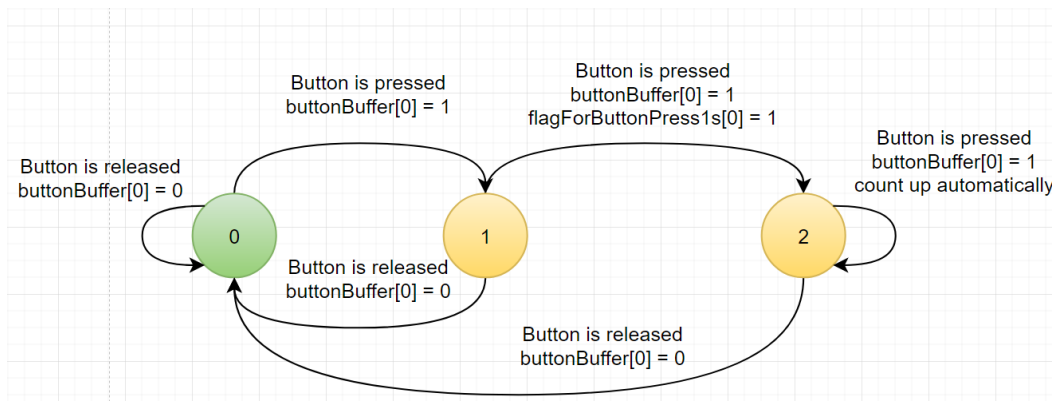 Button is pressed
buttonBuffer[0] = 1
Button is pressed
buttonBuffer[0] = 1
flagForButtonPress1s[0] = 1
Button is pressed
buttonBuffer[0] = 1
count up automatically
Button is released
buttonBuffer[0] = 0
0
1
2
Button is released
buttonBuffer[0] = 0
Button is released
buttonBuffer[0] = 0